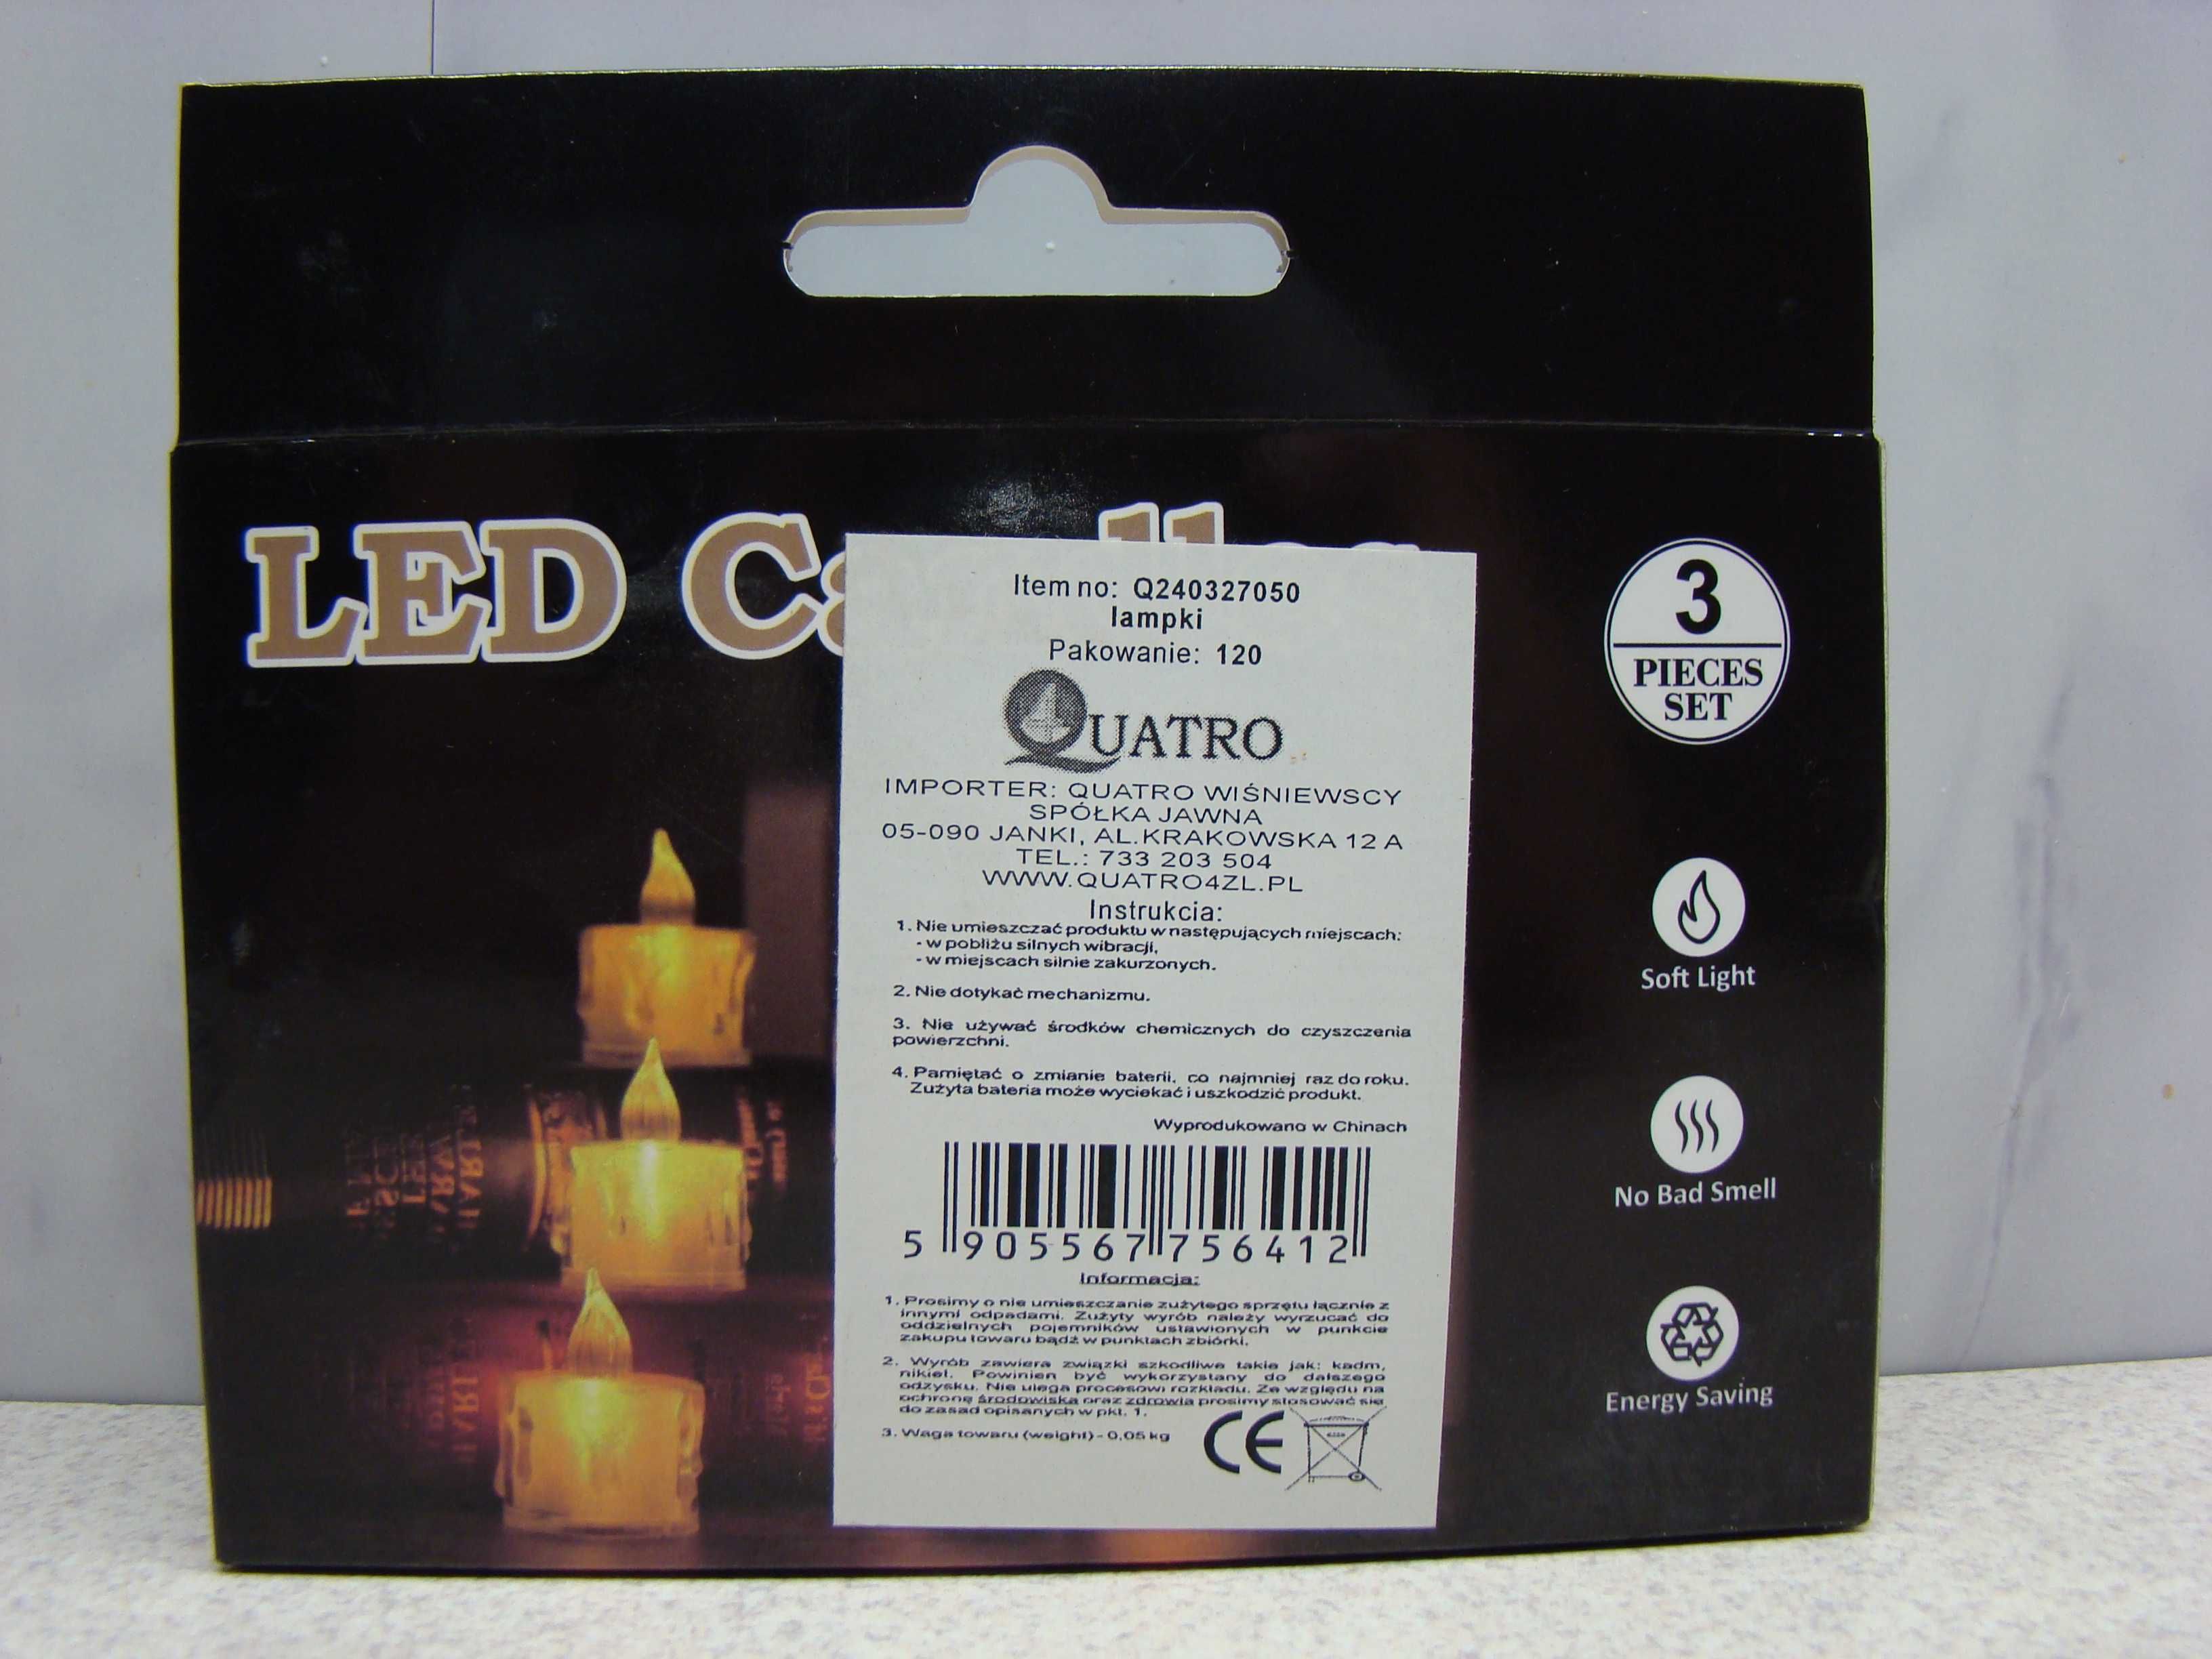 LED Ca
Item no: Q240327050
lampki
Pakowanie: 120
QUATRO
IMPORTER: QUATRO WIŚNIEWSCY
SPÓŁKA JAWNA
05-090 JANKI, AL.KRAKOWSKA 12 A
TEL.: 733 203 504
WWW.QUATRO4ZL.PL
Instrukcja:
1. Nie umieszczać produktu w następujących miejscach:
- w pobliżu silnych wibracji,
- w miejscach silnie zakurzonych.
2. Nie dotykać mechanizmu.
3. Nie używać środków chemicznych do czyszczenia
powierzchni.
4. Pamiętać o zmianie baterii, co najmniej raz do roku.
Zużyta bateria może wyciekać i uszkodzić produkt.
Wyprodukowano w Chinach
5 905567 756412
Informacja:
1. Prosimy o nie umieszczanie zużytego sprzętu łącznie z
innymi odpadami. Zużyty wyrób należy wyrzucać do
oddzielnych pojemników ustawionych w punkcie
zakupu towaru bądź w punktach zbiórki.
2. Wyrób zawiera związki szkodliwe takie jak: kadm,
nikiel. Powinien być wykorzystany do dalszego
odzysku. Nie ulega procesowi rozkładu. Ze względu na
ochronę środowiska oraz zdrowia prosimy stosować się
do zasad opisanych w pkt. 1.
3. Waga towaru (weight) - 0,05 kg
CE
3
PIECES
SET
Soft Light
No Bad Smell
Energy Saving